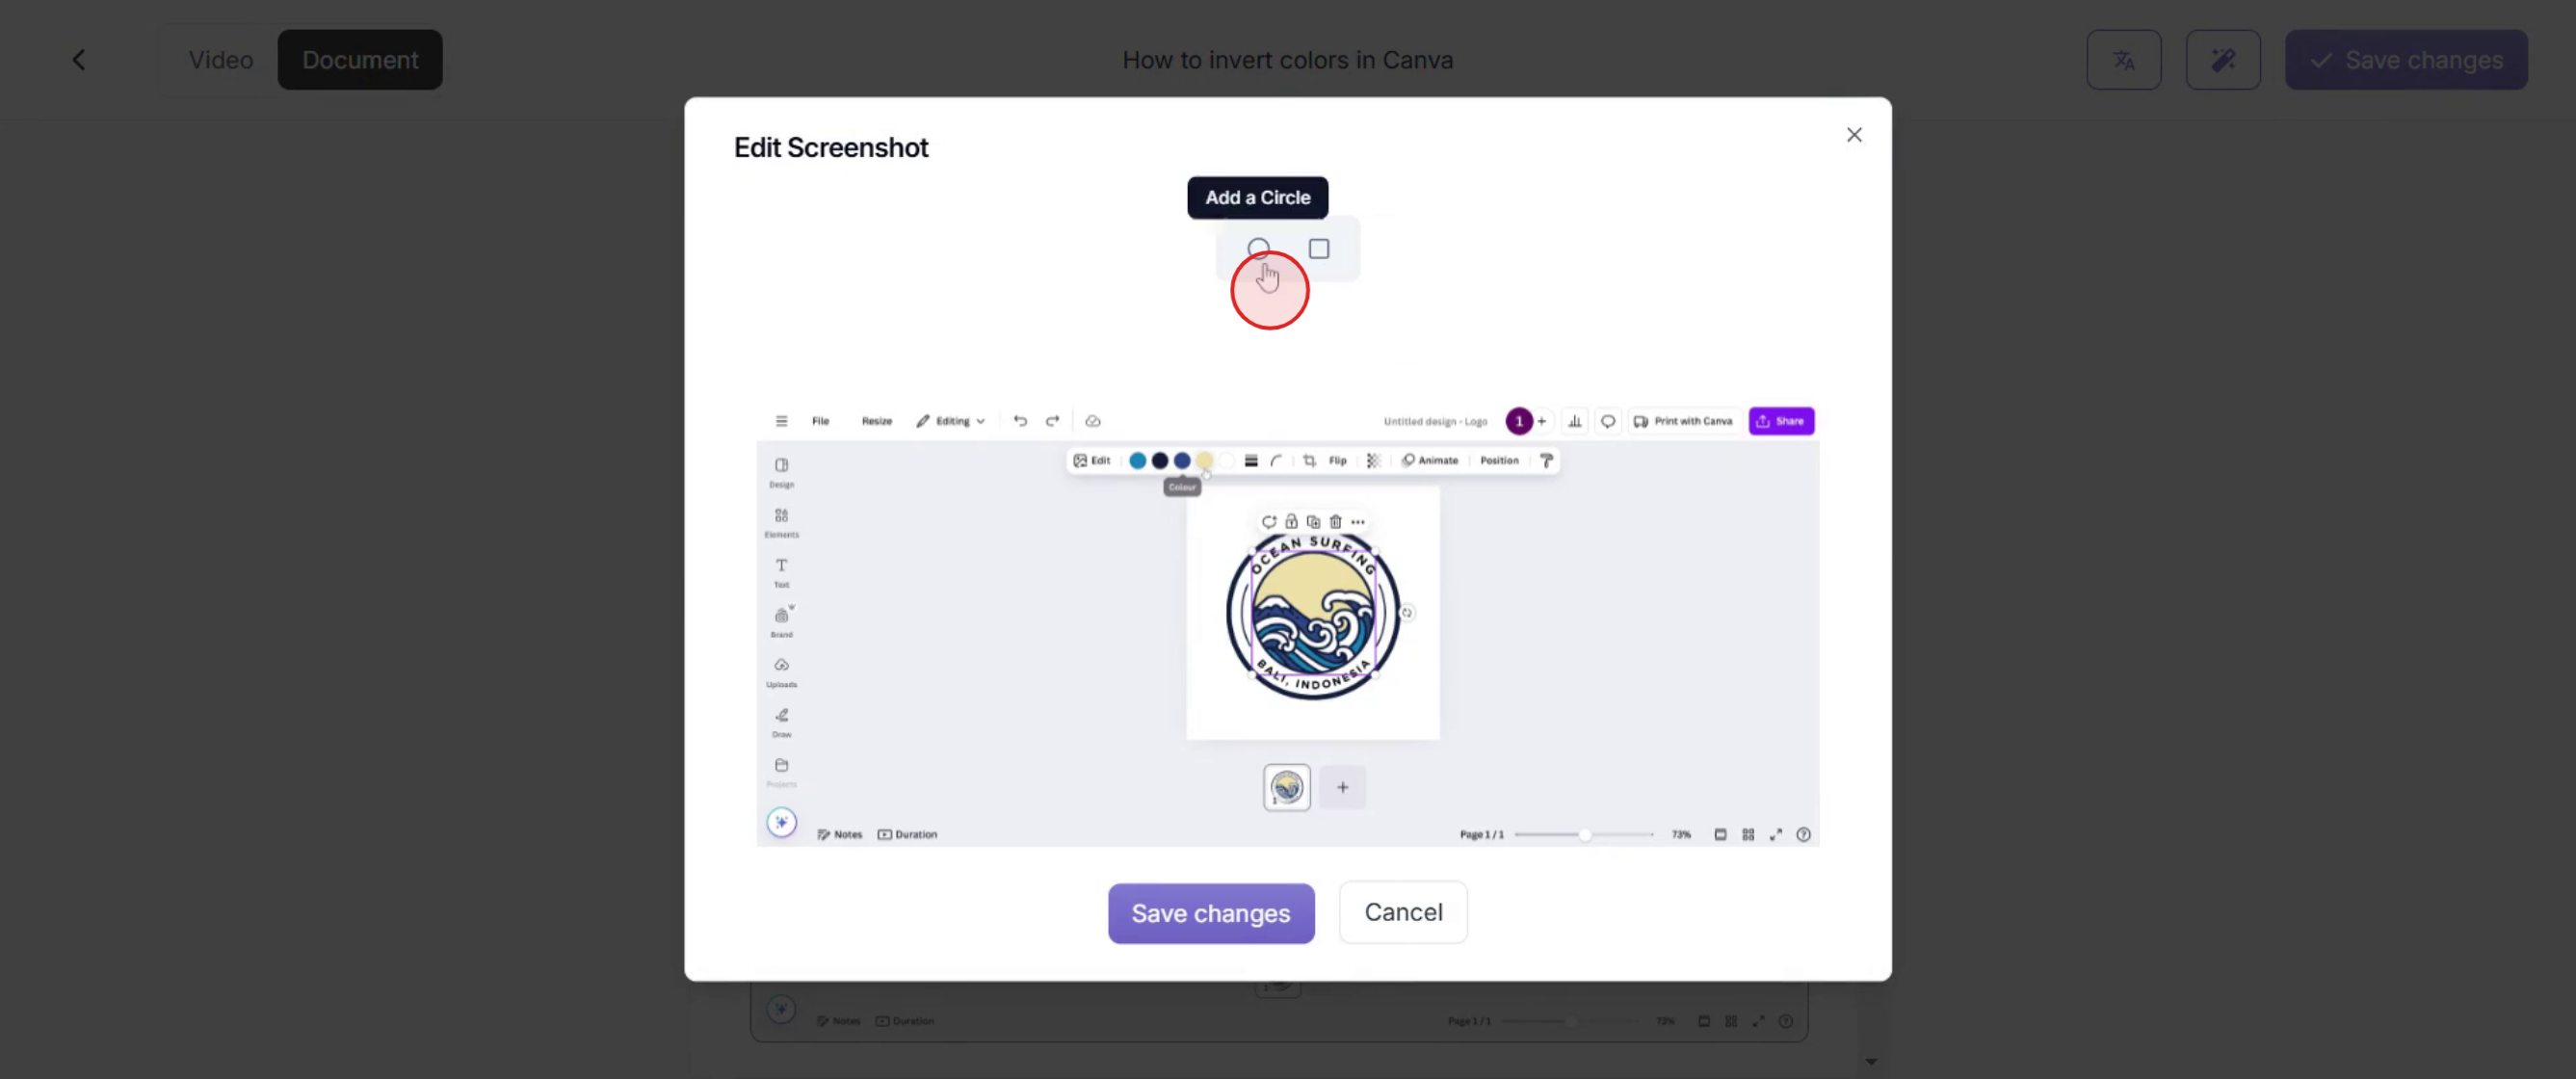 Video
Document
How to invert colors in Canva
Save changes
Edit Screenshot
Add a Circle
File
Resize
Editing
Untitled design - Logo
1
+
Print with Canva
Share
Edit
Flip
Animate
Position
Colour
Design
Elements
Text
Brand
Uploads
Draw
Projects
OCEAN SURFING
BALI, INDONESIA
1
+
Notes
Duration
Page 1 / 1
73%
Save changes
Cancel
Notes
Duration
Page 1 / 1
73%